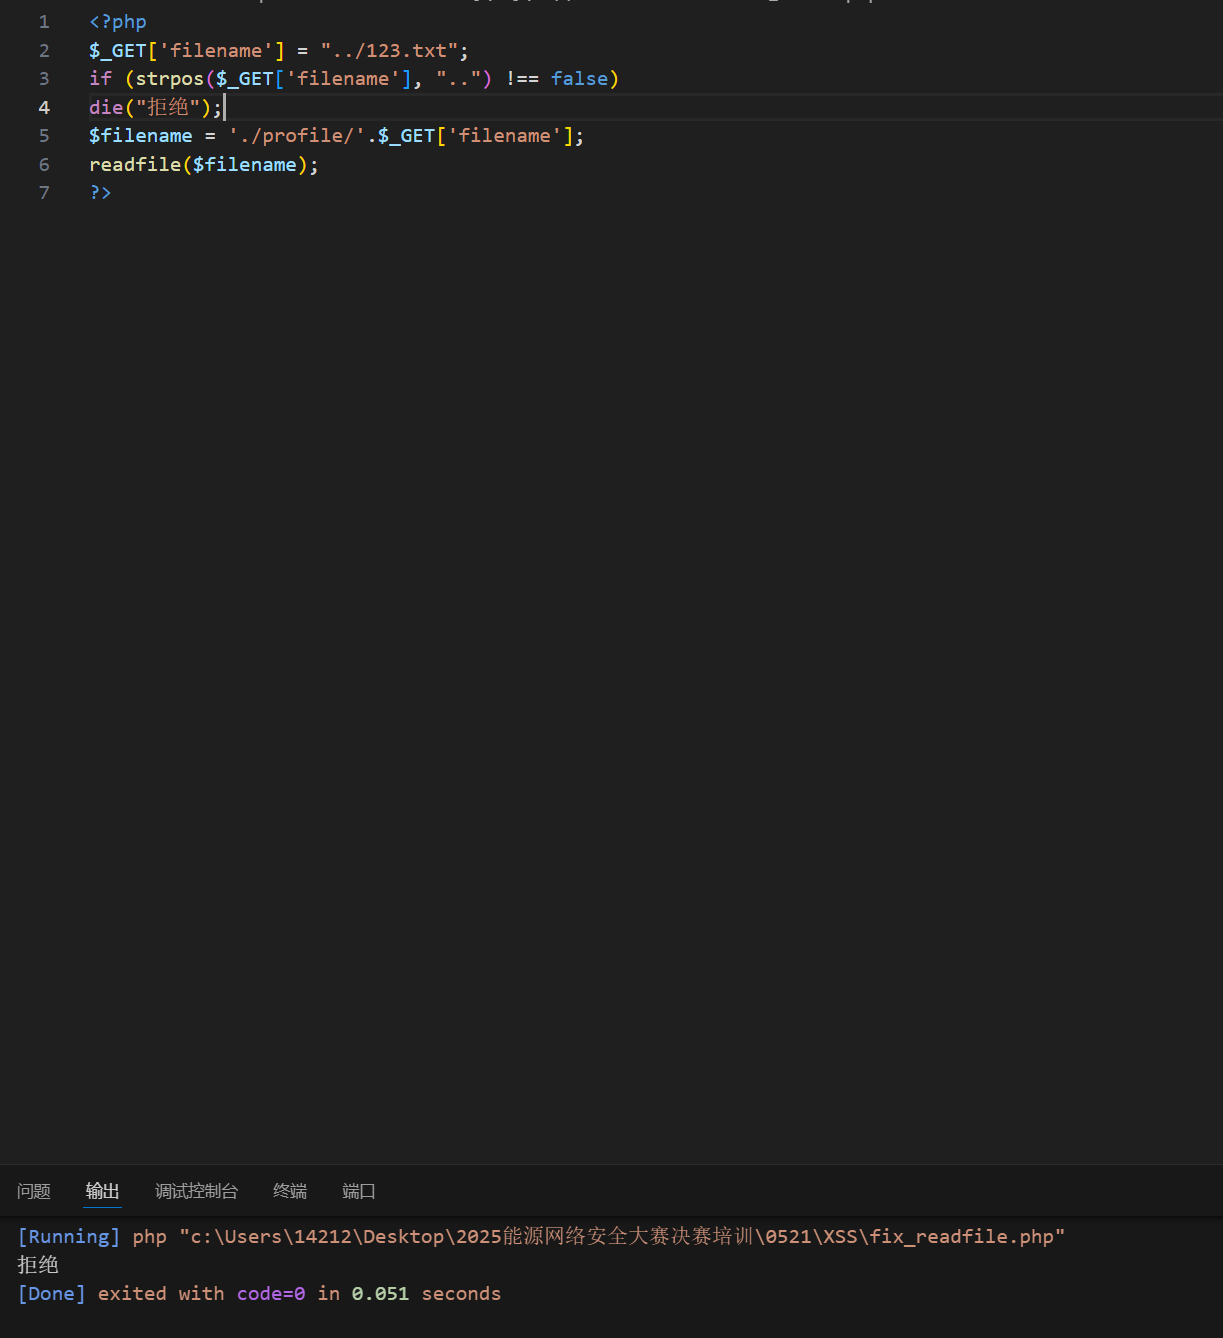 1 <?php
2 $_GET['filename'] = "../123.txt";
3 if (strpos($_GET['filename'], "..") !== false)
4 die("拒绝");
5 $filename = './profile/'.$_GET['filename'];
6 readfile($filename);
7 ?>
问题 输出 调试控制台 终端 端口
[Running] php "c:\Users\14212\Desktop\2025能源网络安全大赛决赛培训\0521\XSS\fix_readfile.php"
拒绝
[Done] exited with code=0 in 0.051 seconds